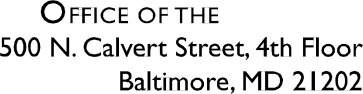 OFFICE OF THE
500 N. Calvert Street, 4th Floor
Baltimore, MD 21202